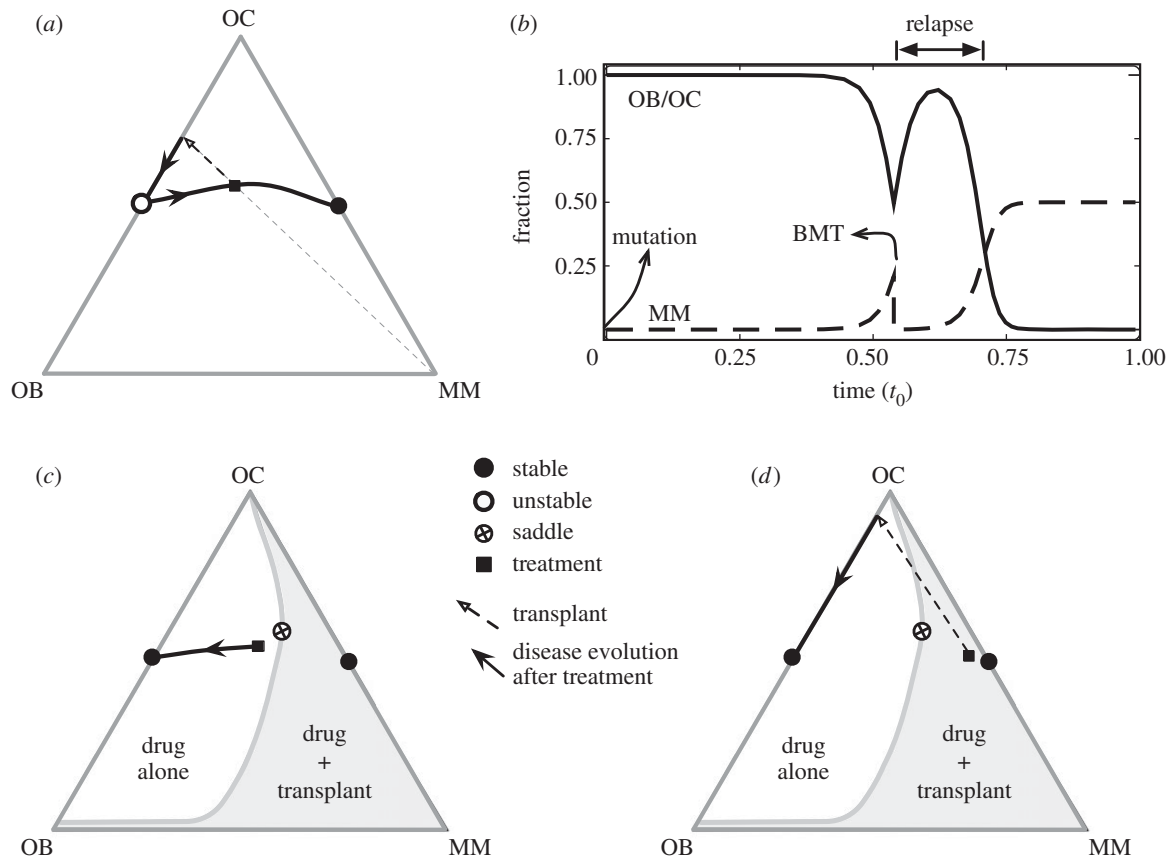 (a)
OC
OB
MM
(b)
relapse
1.00
0.75
0.50
0.25
0
fraction
OB/OC
mutation
BMT
MM
0
0.25
0.50
0.75
1.00
time (t0)
(c)
OC
drug
alone
drug
+
transplant
OB
MM
stable
unstable
saddle
treatment
transplant
disease evolution
after treatment
(d)
OC
drug
alone
drug
+
transplant
OB
MM